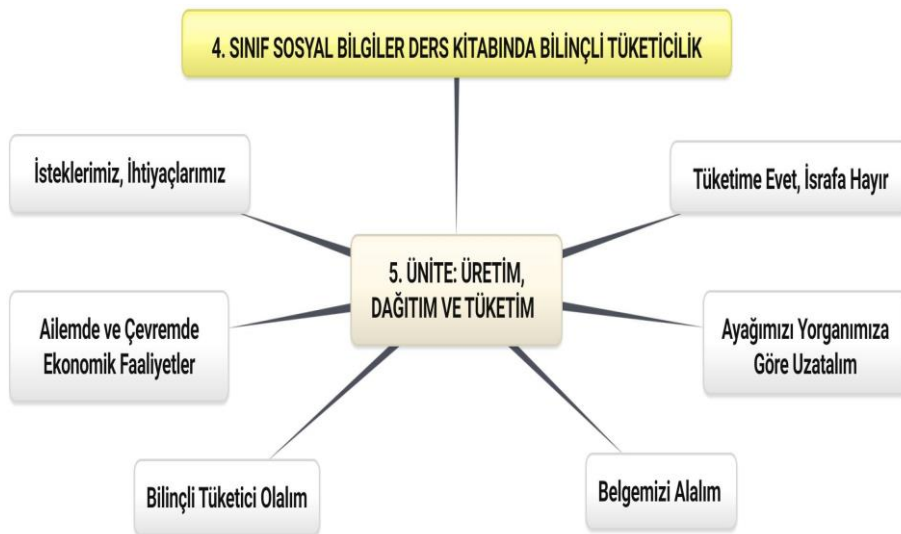 4. SINIF SOSYAL BİLGİLER DERS KİTABINDA BİLİNÇLİ TÜKETİCİLİK
İsteklerimiz, İhtiyaçlarımız
Tüketime Evet, İsrafa Hayır
5. ÜNİTE: ÜRETİM,
DAĞITIM VE TÜKETİM
Ailemde ve Çevremde
Ekonomik Faaliyetler
Ayağımızı Yorganımıza
Göre Uzatalım
Bilinçli Tüketici Olalım
Belgemizi Alalım